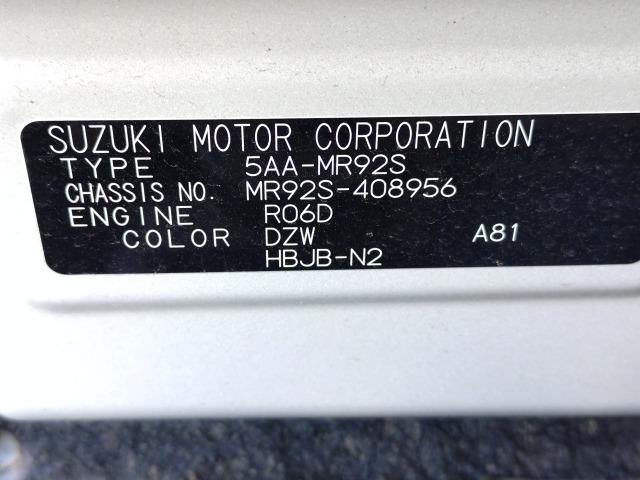 SUZUKI MOTOR CORPORATION
TYPE 5AA-MR92S
CHASSIS NO. MR92S-408956
ENGINE R06D
COLOR DZW A81
HBJB-N2